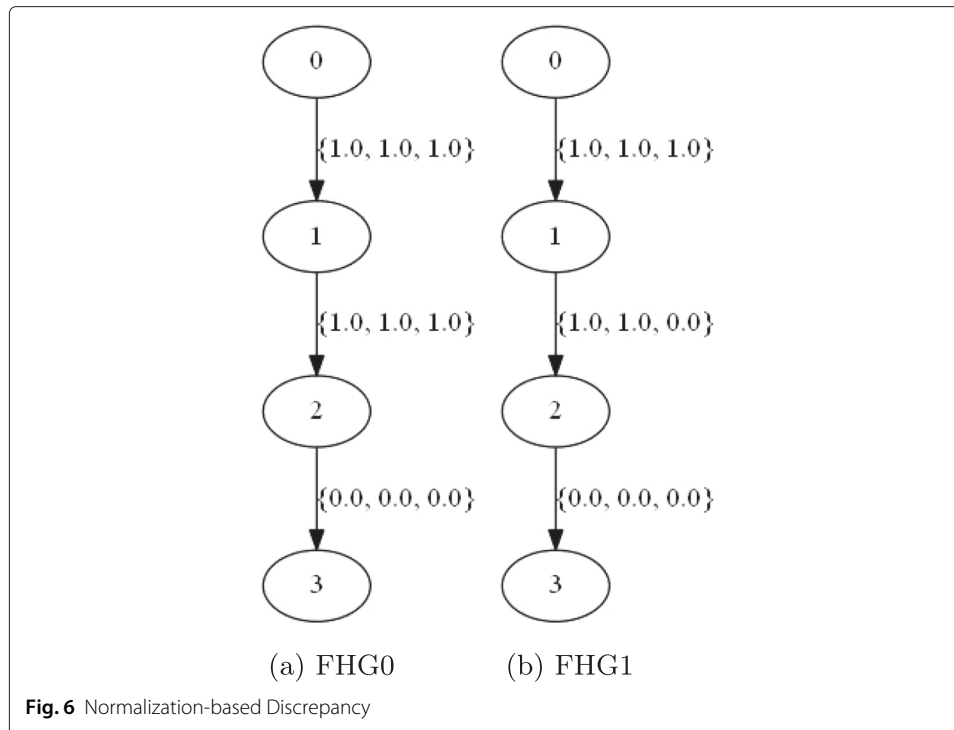 0 0
{1.0, 1.0, 1.0} {1.0, 1.0, 1.0}
1 1
{1.0, 1.0, 1.0} {1.0, 1.0, 0.0}
2 2
{0.0, 0.0, 0.0} {0.0, 0.0, 0.0}
3 3
(a) FHG0 (b) FHG1
Fig. 6 Normalization-based Discrepancy